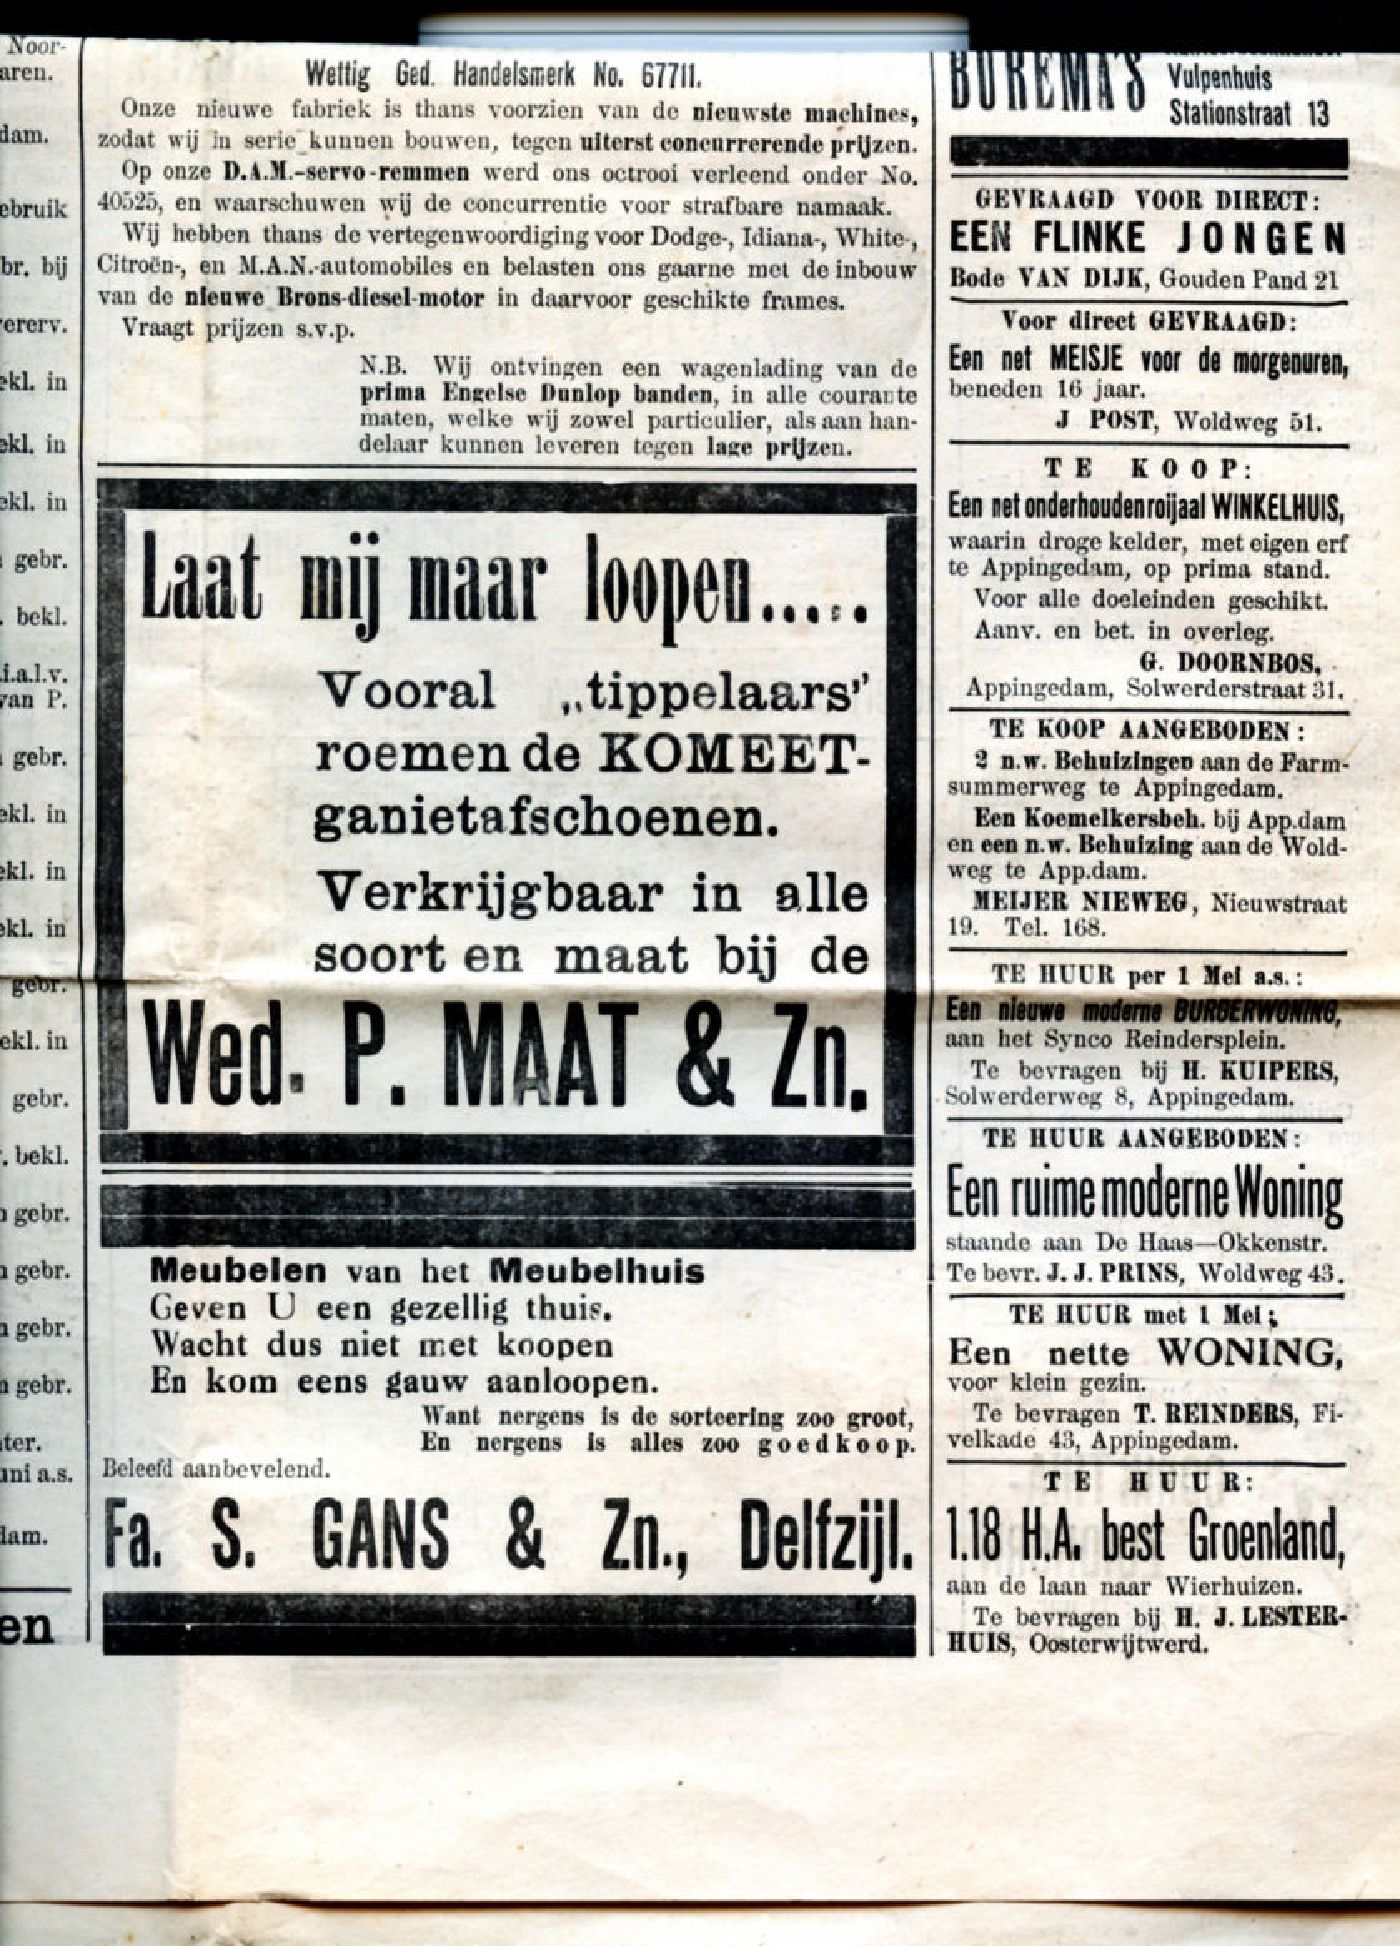 Noor-
aren.
dam.
ebruik
br. bij
ererv.
ekl. in
ekl. in
ekl. in
gebr.
bekl.
i.a.l.v.
van P.
gebr.
ekl. in
ekl. in
ekl. in
gebr.
ekl. in
gebr.
. bekl.
n gebr.
n gebr.
n gebr.
n gebr.
ter.
uni a.s.
dam.
en
Wettig Ged. Handelsmerk No. 67711.
Onze nieuwe fabriek is thans voorzien van de nieuwste machines,
zodat wij in serie kunnen bouwen, tegen uiterst concurrerende prijzen.
Op onze D.A.M.-servo-remmen werd ons octrooi verleend onder No.
40525, en waarschuwen wij de concurrentie voor strafbare namaak.
Wij hebben thans de vertegenwoordiging voor Dodge-, Idiana-, White-,
Citroën-, en M.A.N.-automobiles en belasten ons gaarne met de inbouw
van de nieuwe Brons-diesel-motor in daarvoor geschikte frames.
Vraagt prijzen s.v.p.
N.B. Wij ontvingen een wagenlading van de
prima Engelse Dunlop banden, in alle courante
maten, welke wij zowel particulier, als aan han-
delaar kunnen leveren tegen lage prijzen.
Laat mij maar loopen.....
Vooral „tippelaars”
roemen de KOMEET-
ganietafschoenen.
Verkrijgbaar in alle
soort en maat bij de
Wed. P. MAAT & Zn.
Meubelen van het Meubelhuis
Geven U een gezellig thuis.
Wacht dus niet met koopen
En kom eens gauw aanloopen.
Want nergens is de sorteering zoo groot,
En nergens is alles zoo goedkoop.
Beleefd aanbevelend.
Fa. S. GANS & Zn., Delfzijl.
BUREMA'S
Vulpenhuis
Stationstraat 13
GEVRAAGD VOOR DIRECT:
EEN FLINKE JONGEN
Bode VAN DIJK, Gouden Pand 21
Voor direct GEVRAAGD:
Een net MEISJE voor de morgenuren,
beneden 16 jaar.
J POST, Woldweg 51.
TE KOOP:
Een net onderhouden roijaal WINKELHUIS,
waarin droge kelder, met eigen erf
te Appingedam, op prima stand.
Voor alle doeleinden geschikt.
Aanv. en bet. in overleg.
G. DOORNBOS,
Appingedam, Solwerderstraat 31.
TE KOOP AANGEBODEN:
2 n.w. Behuizingen aan de Farm-
summerweg te Appingedam.
Een Koemelkersbeh. bij App.dam
en een n.w. Behuizing aan de Wold-
weg te App.dam.
MEIJER NIEWEG, Nieuwstraat
19. Tel. 168.
TE HUUR per 1 Mei a.s.:
Een nieuwe moderne BURGERWONING,
aan het Synco Reindersplein.
Te bevragen bij H. KUIPERS,
Solwerderweg 8, Appingedam.
TE HUUR AANGEBODEN:
Een ruime moderne Woning
staande aan De Haas—Okkenstr.
Te bevr. J. J. PRINS, Woldweg 43.
TE HUUR met 1 Mei;
Een nette WONING,
voor klein gezin.
Te bevragen T. REINDERS, Fi-
velkade 43, Appingedam.
TE HUUR:
1.18 H.A. best Groenland,
aan de laan naar Wierhuizen.
Te bevragen bij H. J. LESTER-
HUIS, Oosterwijtwerd.